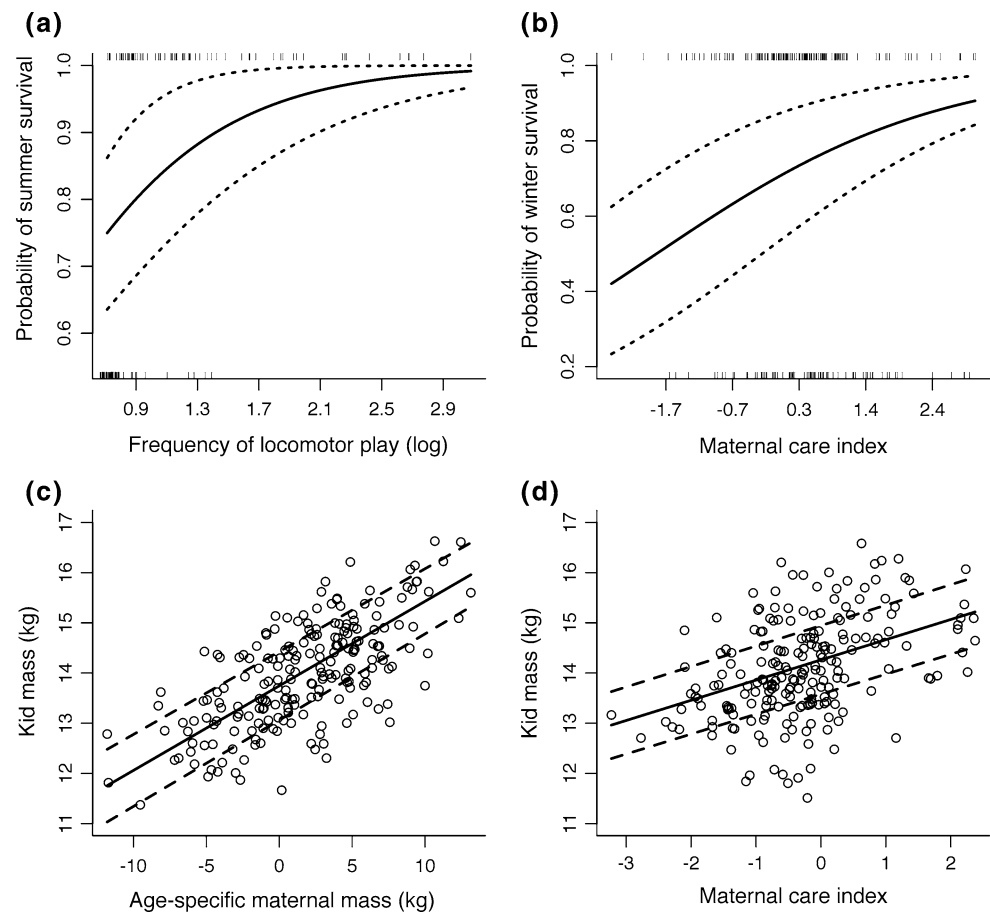 (a)
Probability of summer survival
1.0
0.9
0.8
0.7
0.6
0.9 1.3 1.7 2.1 2.5 2.9
Frequency of locomotor play (log)
(b)
Probability of winter survival
1.0
0.8
0.6
0.4
0.2
-1.7 -0.7 0.3 1.4 2.4
Maternal care index
(c)
Kid mass (kg)
17
16
15
14
13
12
11
-10 -5 0 5 10
Age-specific maternal mass (kg)
(d)
Kid mass (kg)
17
16
15
14
13
12
11
-3 -2 -1 0 1 2
Maternal care index